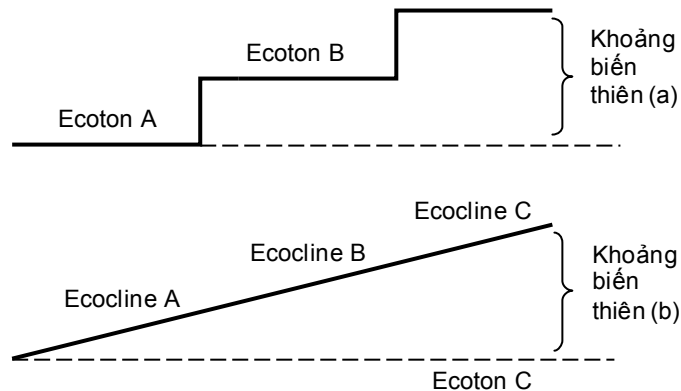 Ecoton B
Ecoton A
Khoảng
biến
thiên (a)
Ecocline C
Ecocline B
Ecocline A
Khoảng
biến
thiên (b)
Ecoton C